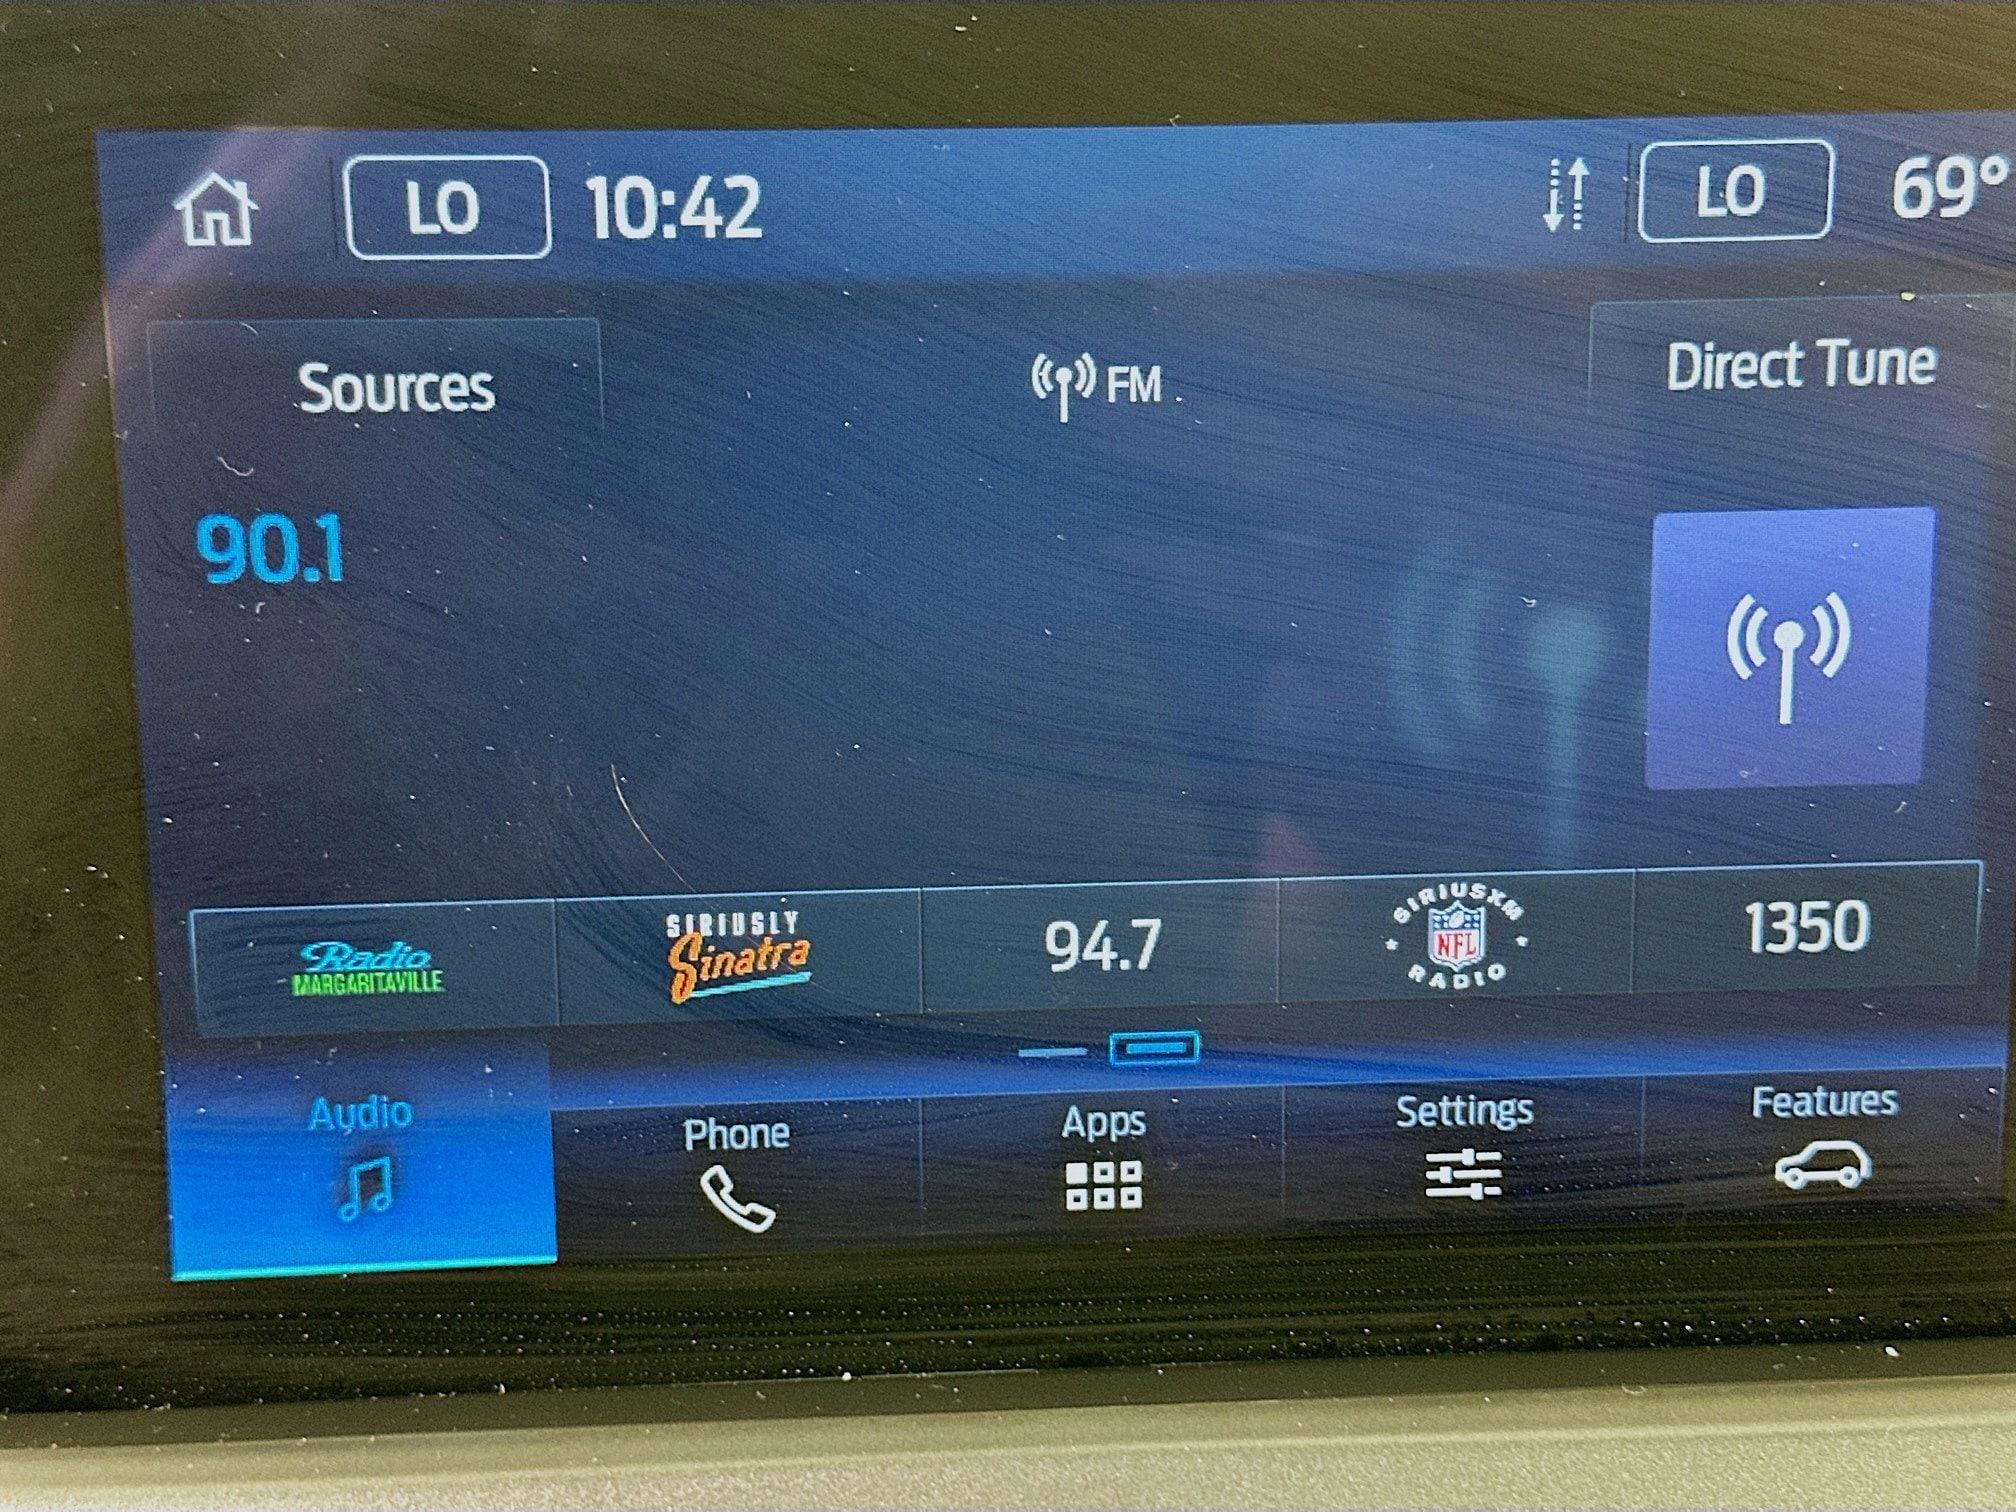 LO 10:42 LO 69°
Sources FM Direct Tune
90.1
Radio MARGARITAVILLE
SIRIUSLY Sinatra
94.7
SIRIUSXM NFL RADIO
1350
Audio Phone Apps Settings Features